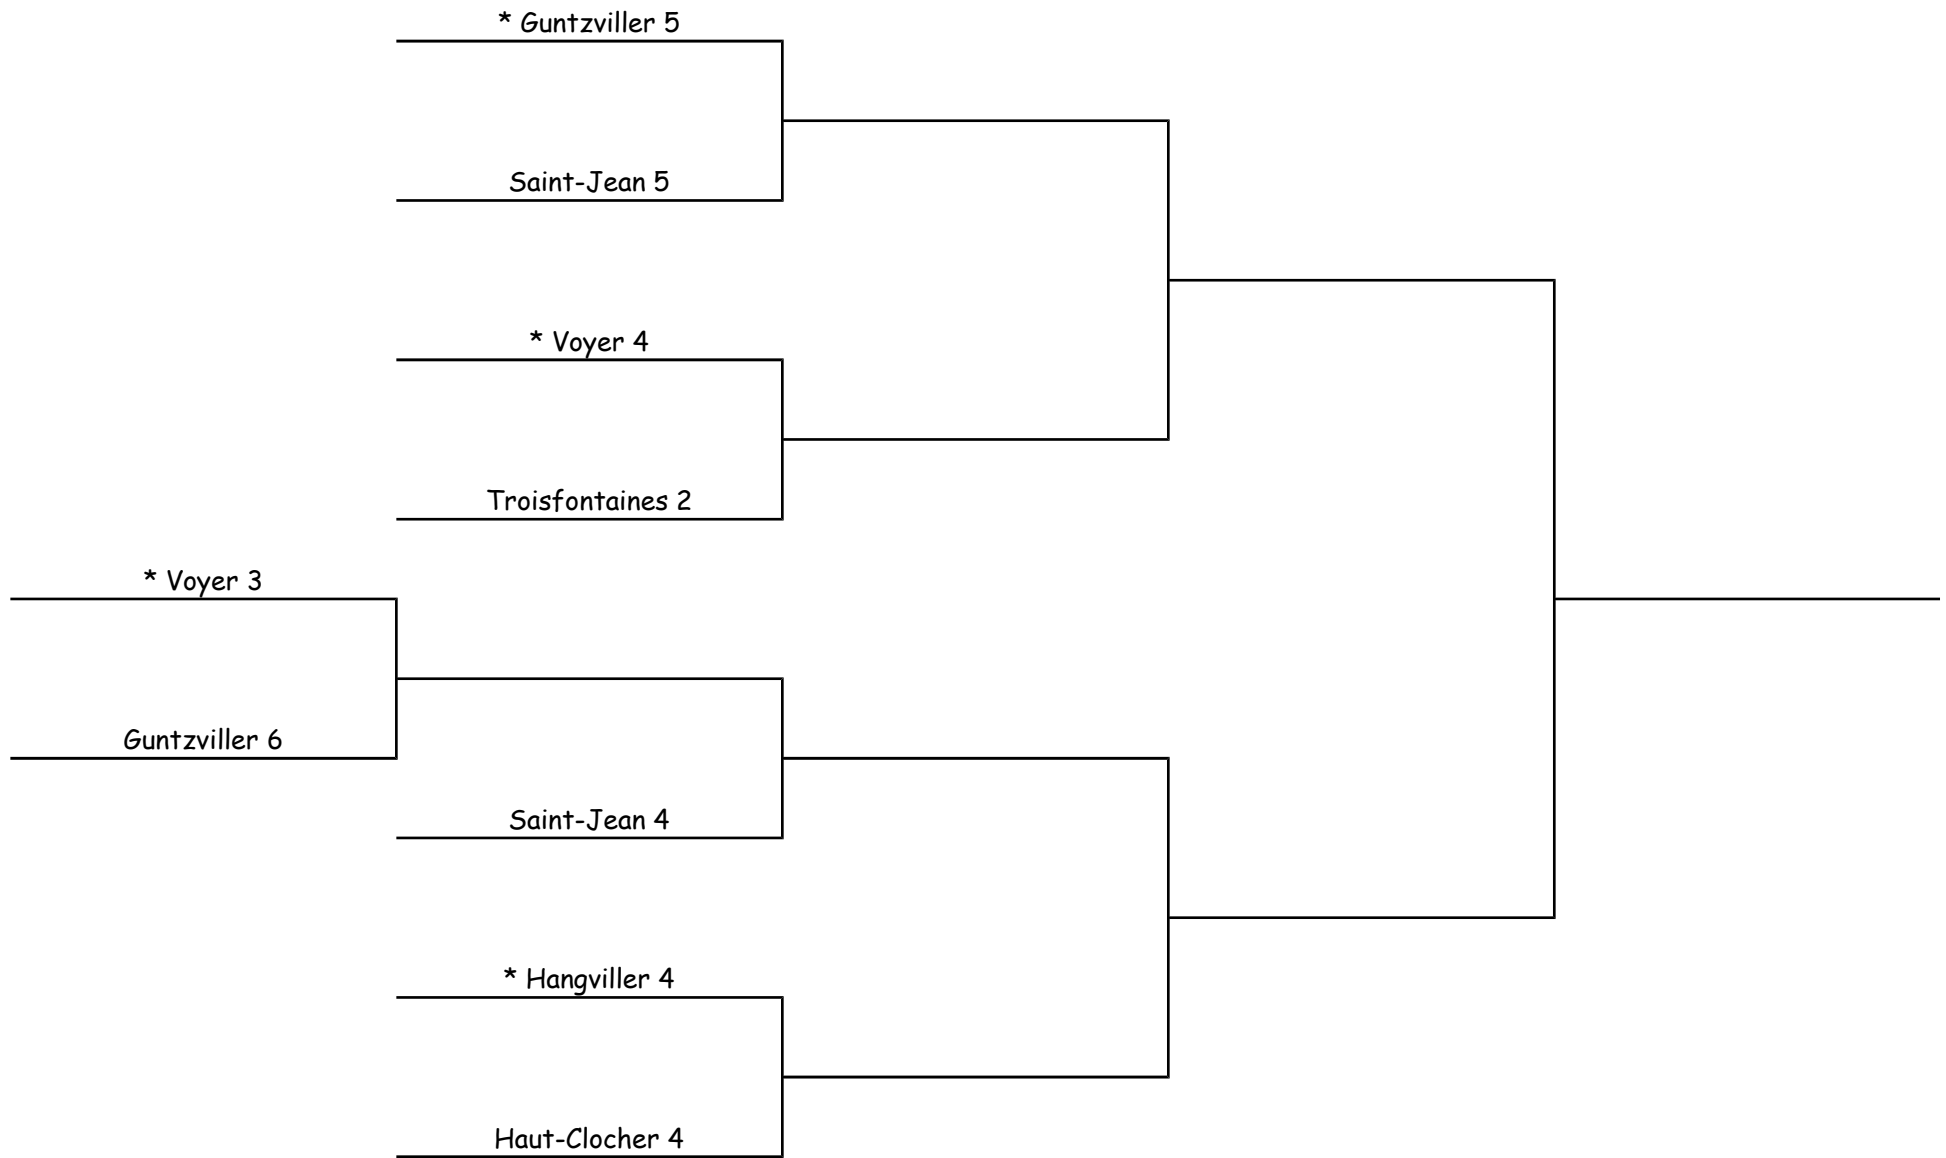 * Guntzviller 5
Saint-Jean 5
* Voyer 4
Troisfontaines 2
* Voyer 3
Guntzviller 6
Saint-Jean 4
* Hangviller 4
Haut-Clocher 4